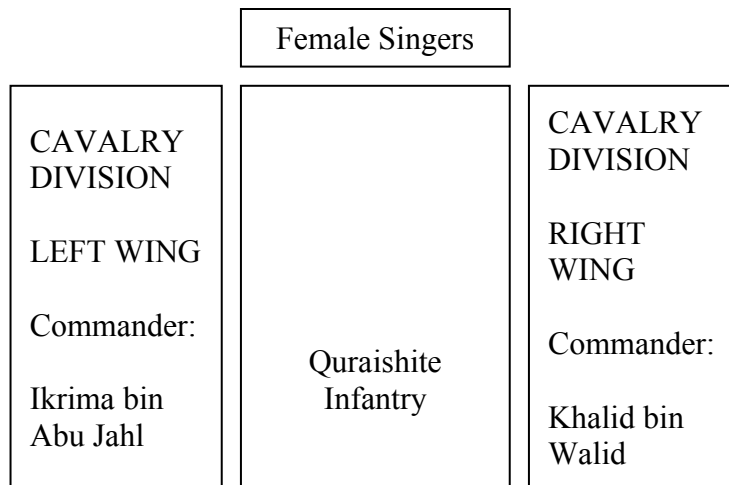 Female Singers
CAVALRY
DIVISION
LEFT WING
Commander:
Ikrima bin
Abu Jahl
Quraishite
Infantry
CAVALRY
DIVISION
RIGHT
WING
Commander:
Khalid bin
Walid